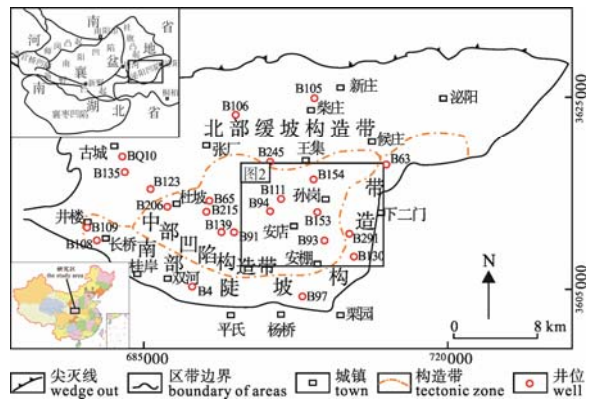 河
南
省
南
襄
盆
地
湖
北
省
襄枣凹陷
3625000
3605000
685000
720000
B105
新庄
柴庄
泌阳
B106
北部缓坡构造带
古城
BQ10
张厂
B245
王集
侯庄
B63
B135
图2
B154
B123
杜坡
B65
B111
孙岗
B206
B215
B94
B153
下二门
井楼
B109
B139
B91
安店
B93
B291
B108
长桥
安棚
B130
中部凹陷构造带
南部陡坡构造带
桂岸
双河
B4
B97
平氏
杨桥
栗园
研究区
the study area
N
0 8 km
尖灭线
wedge out
区带边界
boundary of areas
城镇
town
构造带
tectonic zone
井位
well